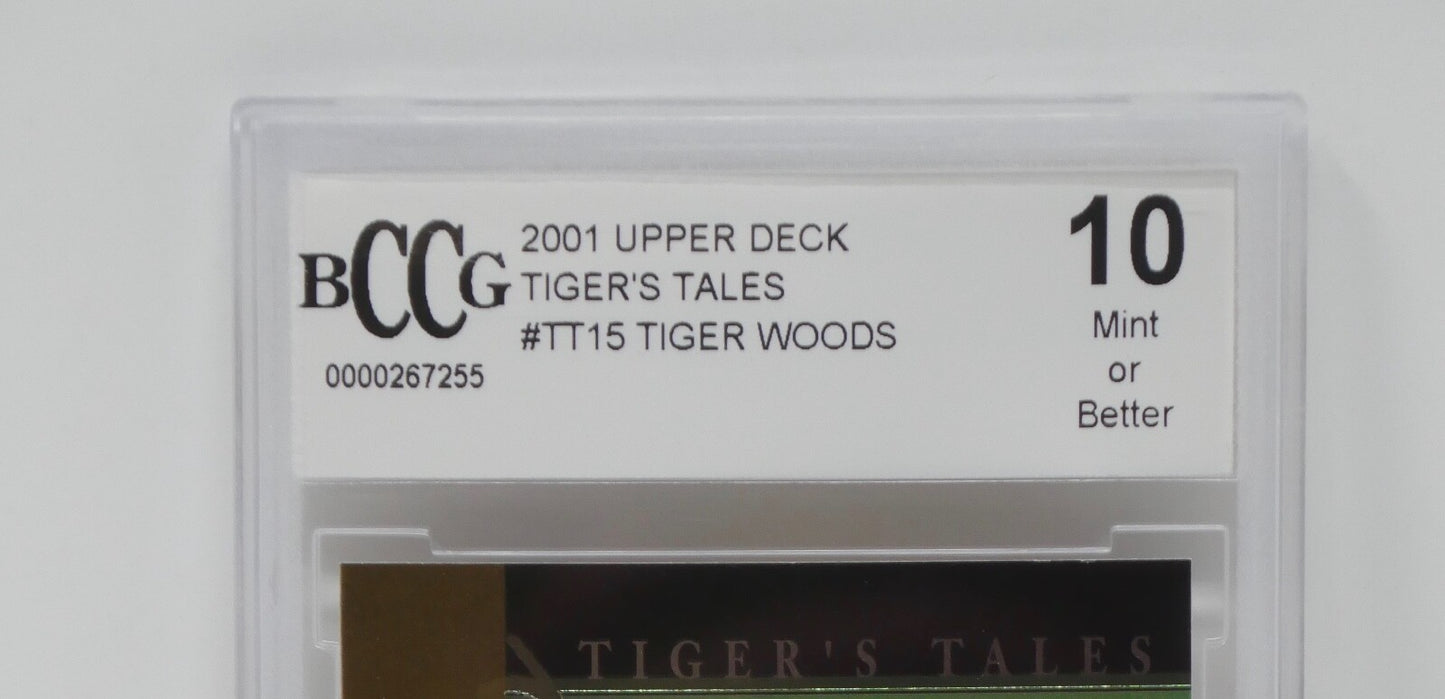 BCCG
0000267255
2001 UPPER DECK
TIGER'S TALES
#TT15 TIGER WOODS
10
Mint
or
Better
TIGER'S TALES